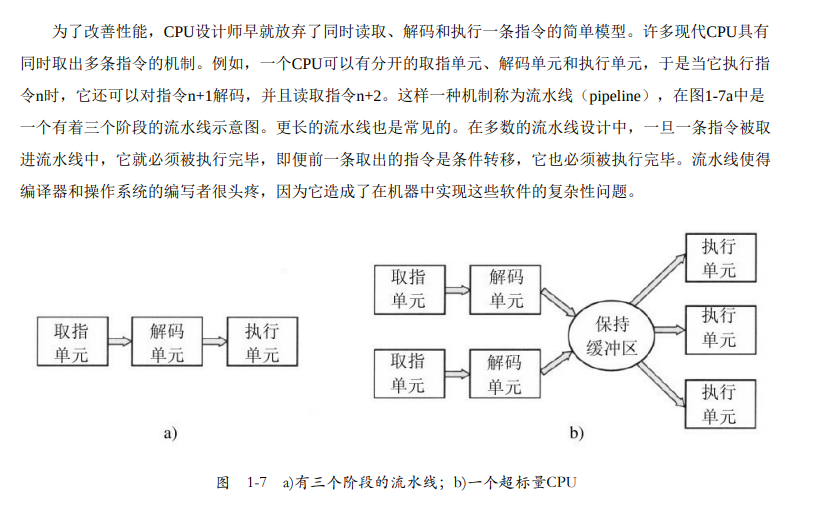 为了改善性能，CPU设计师早就放弃了同时读取、解码和执行一条指令的简单模型。许多现代CPU具有
同时取出多条指令的机制。例如，一个CPU可以有分开的取指单元、解码单元和执行单元，于是当它执行指
令n时，它还可以对指令n+1解码，并且读取指令n+2。这样一种机制称为流水线（pipeline），在图1-7a中是
一个有着三个阶段的流水线示意图。更长的流水线也是常见的。在多数的流水线设计中，一旦一条指令被取
进流水线中，它就必须被执行完毕，即便前一条取出的指令是条件转移，它也必须被执行完毕。流水线使得
编译器和操作系统的编写者很头疼，因为它造成了在机器中实现这些软件的复杂性问题。
取指
单元
解码
单元
执行
单元
a)
取指
单元
解码
单元
取指
单元
解码
单元
保持
缓冲区
执行
单元
执行
单元
执行
单元
b)
图 1-7 a)有三个阶段的流水线；b)一个超标量CPU